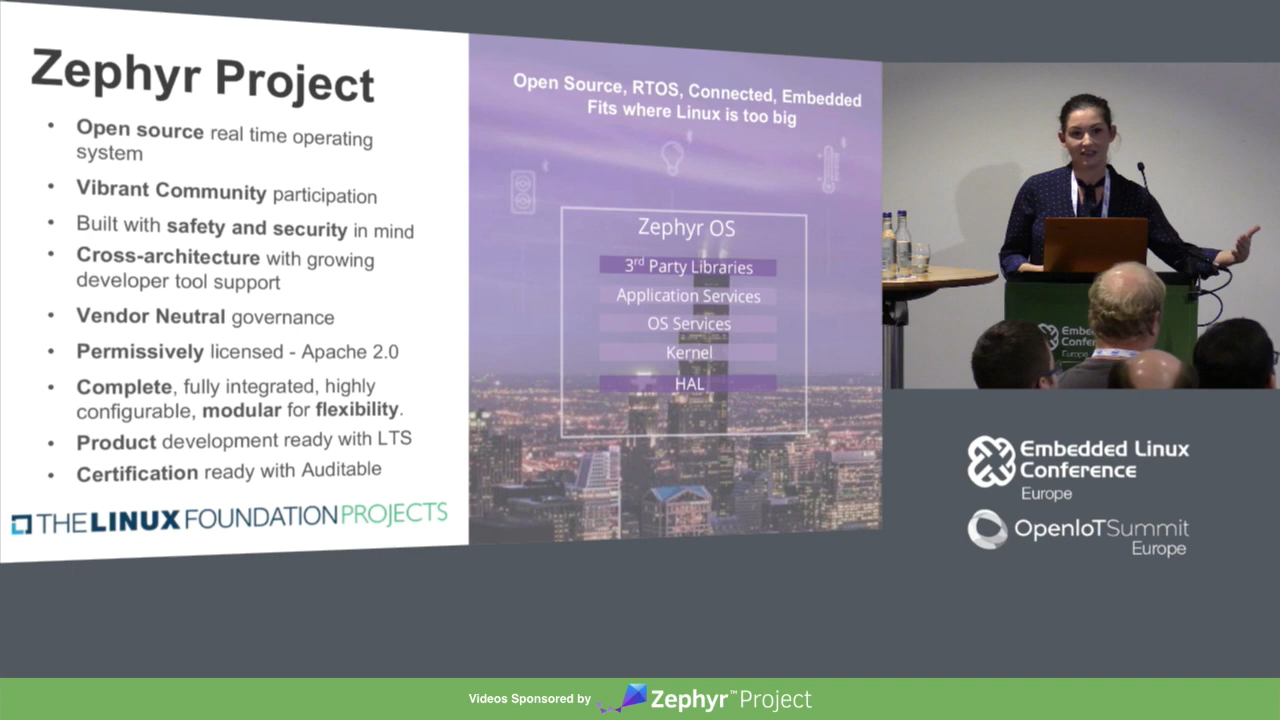 Zephyr Project
• Open source real time operating
system
• Vibrant Community participation
• Built with safety and security in mind
• Cross-architecture with growing
developer tool support
• Vendor Neutral governance
• Permissively licensed - Apache 2.0
• Complete, fully integrated, highly
configurable, modular for flexibility.
• Product development ready with LTS
• Certification ready with Auditable
THE LINUX FOUNDATION PROJECTS
Open Source, RTOS, Connected, Embedded
Fits where Linux is too big
Zephyr OS
3rd Party Libraries
Application Services
OS Services
Kernel
HAL
Embedded Linux
Conference
Europe
OpenIoTSummit
Europe
Videos Sponsored by Zephyr™Project